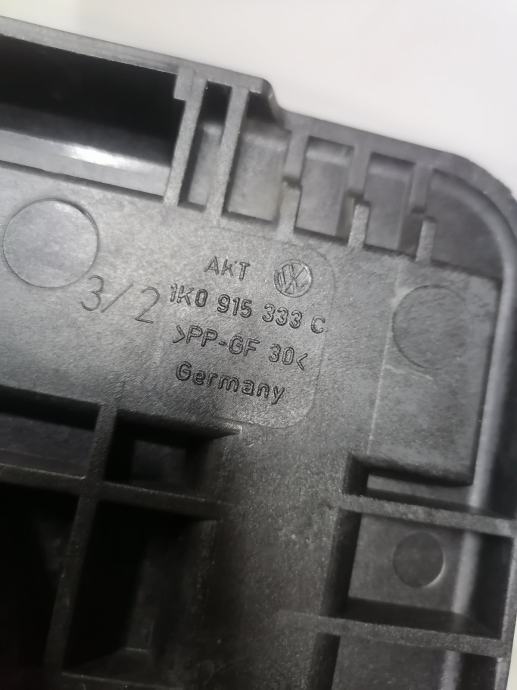 AKT
3/2
1K0 915 333 C
>PP-GF 30<
Germany